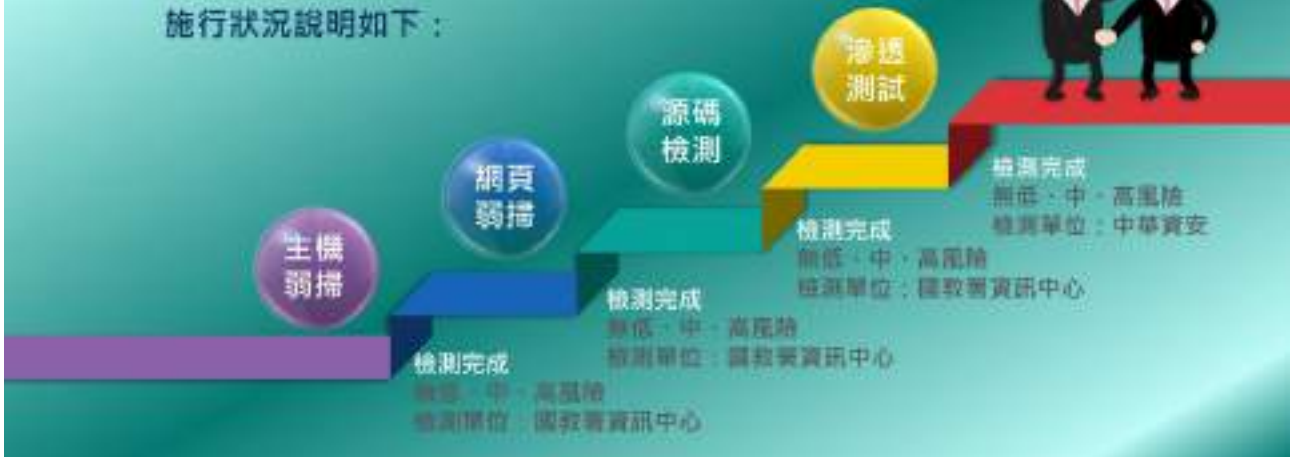 施行狀況說明如下：
主機
弱掃
檢測完成
無低、中、高風險
檢測單位：國教署資訊中心
網頁
弱掃
檢測完成
無低、中、高風險
檢測單位：國教署資訊中心
源碼
檢測
檢測完成
無低、中、高風險
檢測單位：國教署資訊中心
滲透
測試
檢測完成
無低、中、高風險
檢測單位：中華資安